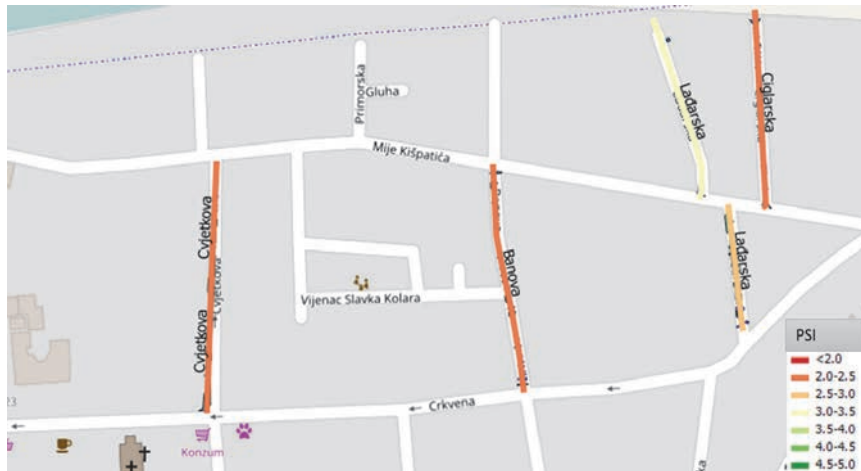 Gluha
Primorska
Mije Kišpatića
Lađarska
Ciglarska
Cvjetkova
Cvjetkova
Cvjetkova
Banova
Lađarska
Vijenac Slavka Kolara
Crkvena
Konzum
23
PSI
<2.0
2.0-2.5
2.5-3.0
3.0-3.5
3.5-4.0
4.0-4.5
4.5-5.0